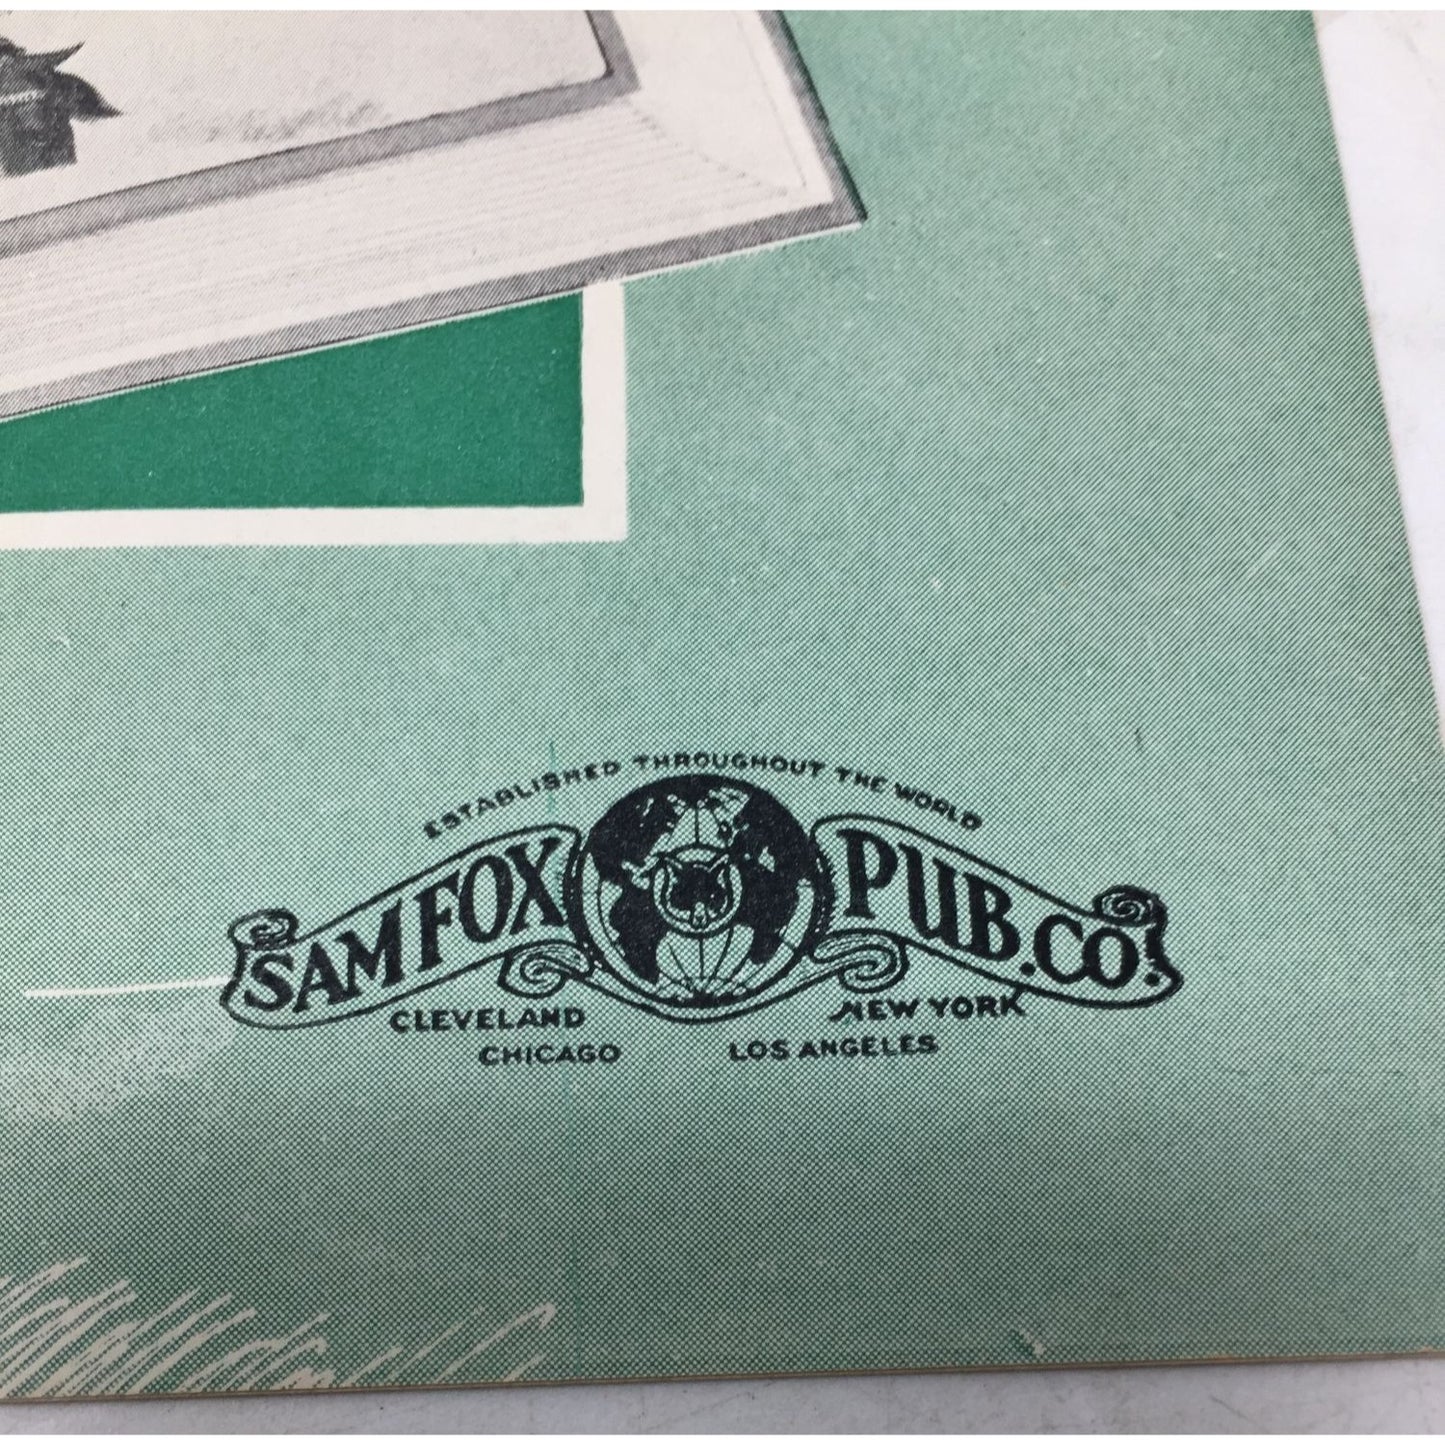 ESTABLISHED THROUGHOUT THE WORLD
SAM FOX PUB. CO.
CLEVELAND NEW YORK
CHICAGO LOS ANGELES